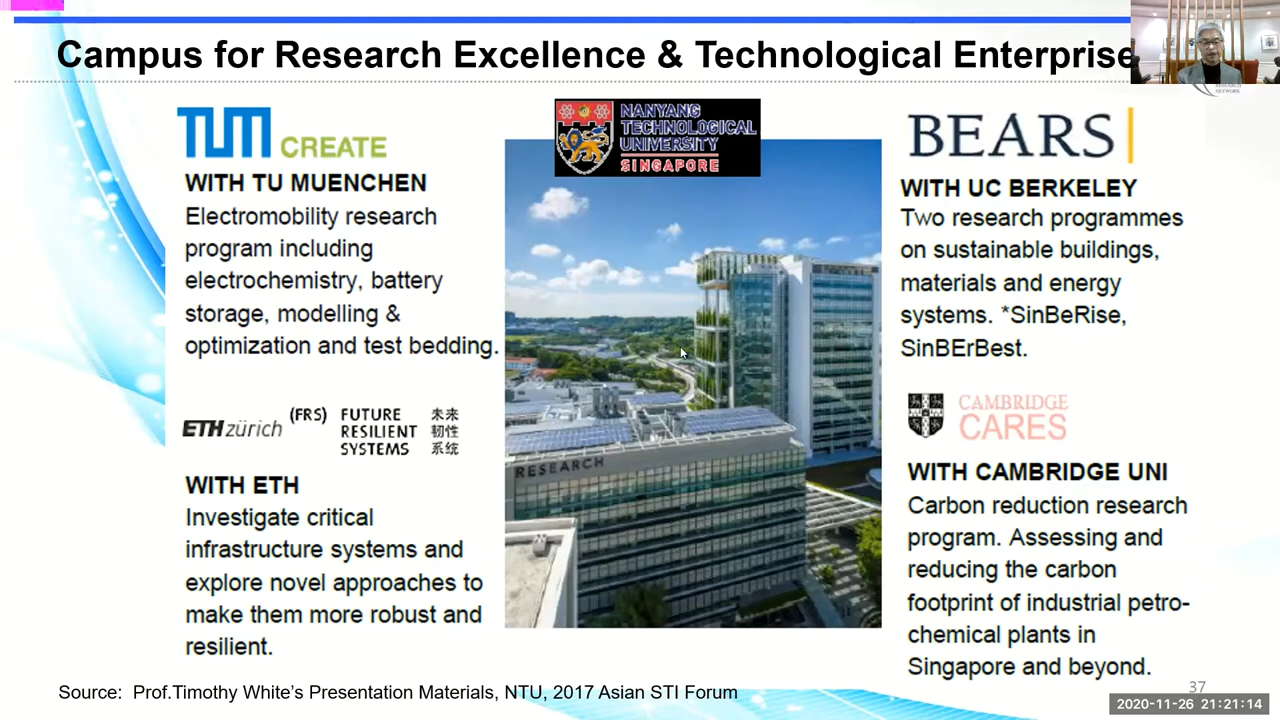 Campus for Research Excellence & Technological Enterprise
RESEARCH
NETWORK
TUM CREATE
WITH TU MUENCHEN
Electromobility research
program including
electrochemistry, battery
storage, modelling &
optimization and test bedding.
ETH zürich
(FRS)
FUTURE
RESILIENT
SYSTEMS
未来
韧性
系统
WITH ETH
Investigate critical
infrastructure systems and
explore novel approaches to
make them more robust and
resilient.
NANYANG
TECHNOLOGICAL
UNIVERSITY
SINGAPORE
RESEARCH
BEARS
WITH UC BERKELEY
Two research programmes
on sustainable buildings,
materials and energy
systems. *SinBeRise,
SinBErBest.
CAMBRIDGE
CARES
WITH CAMBRIDGE UNI
Carbon reduction research
program. Assessing and
reducing the carbon
footprint of industrial petro-
chemical plants in
Singapore and beyond.
Source: Prof.Timothy White's Presentation Materials, NTU, 2017 Asian STI Forum
37
2020-11-26 21:21:14